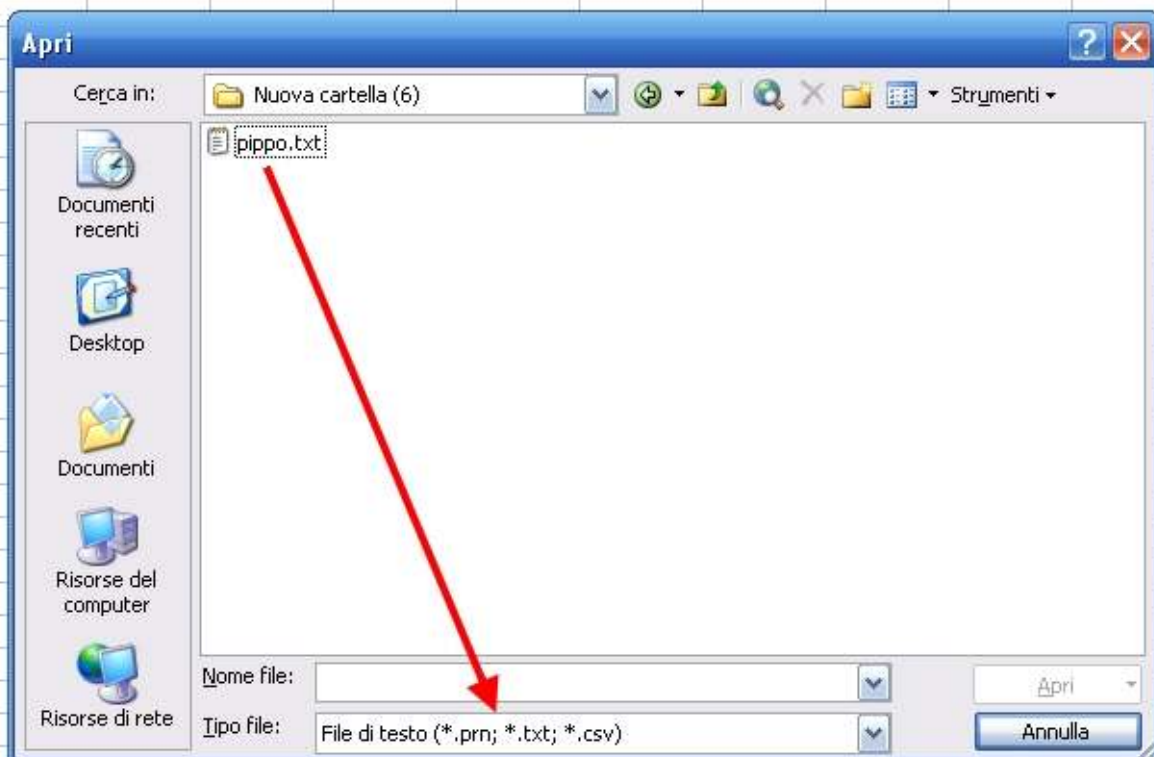 Apri
Cerca in:
Nuova cartella (6)
Strumenti
pippo.txt
Documenti
recenti
Desktop
Documenti
Risorse del
computer
Risorse di rete
Nome file:
Apri
Tipo file:
File di testo (*.prn; *.txt; *.csv)
Annulla